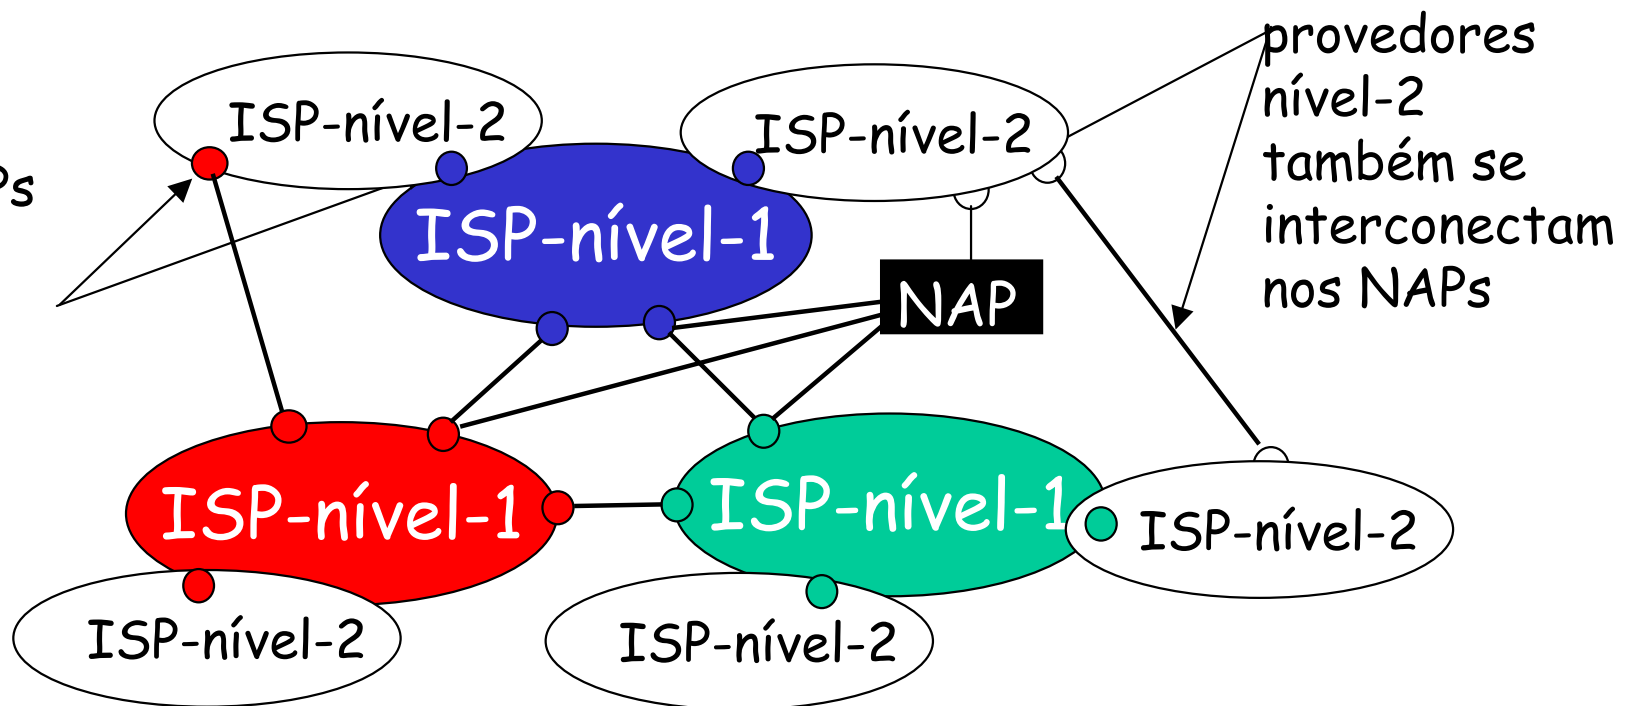 provedores
nível-2
também se
interconectam
nos NAPs
ISP-nível-2
ISP-nível-2
ISP-nível-1
NAP
ISP-nível-1
ISP-nível-1
ISP-nível-2
ISP-nível-2
ISP-nível-2